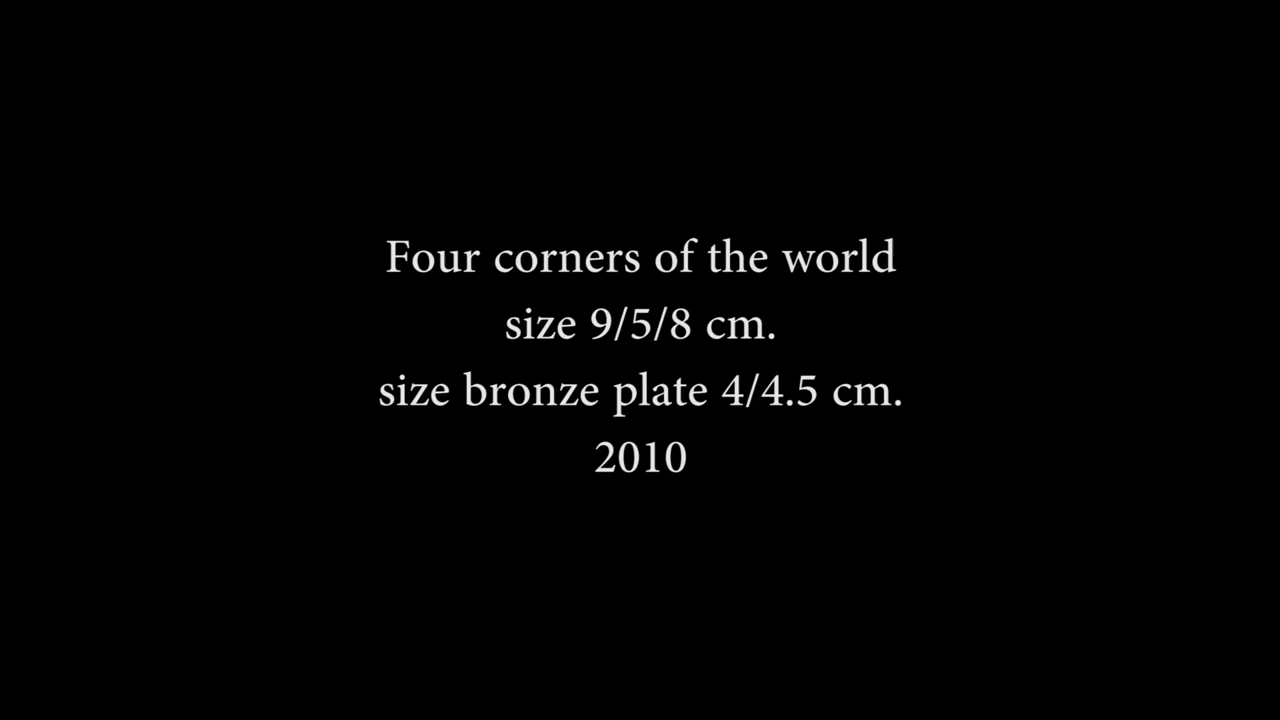 Four corners of the world
size 9/5/8 cm.
size bronze plate 4/4.5 cm.
2010